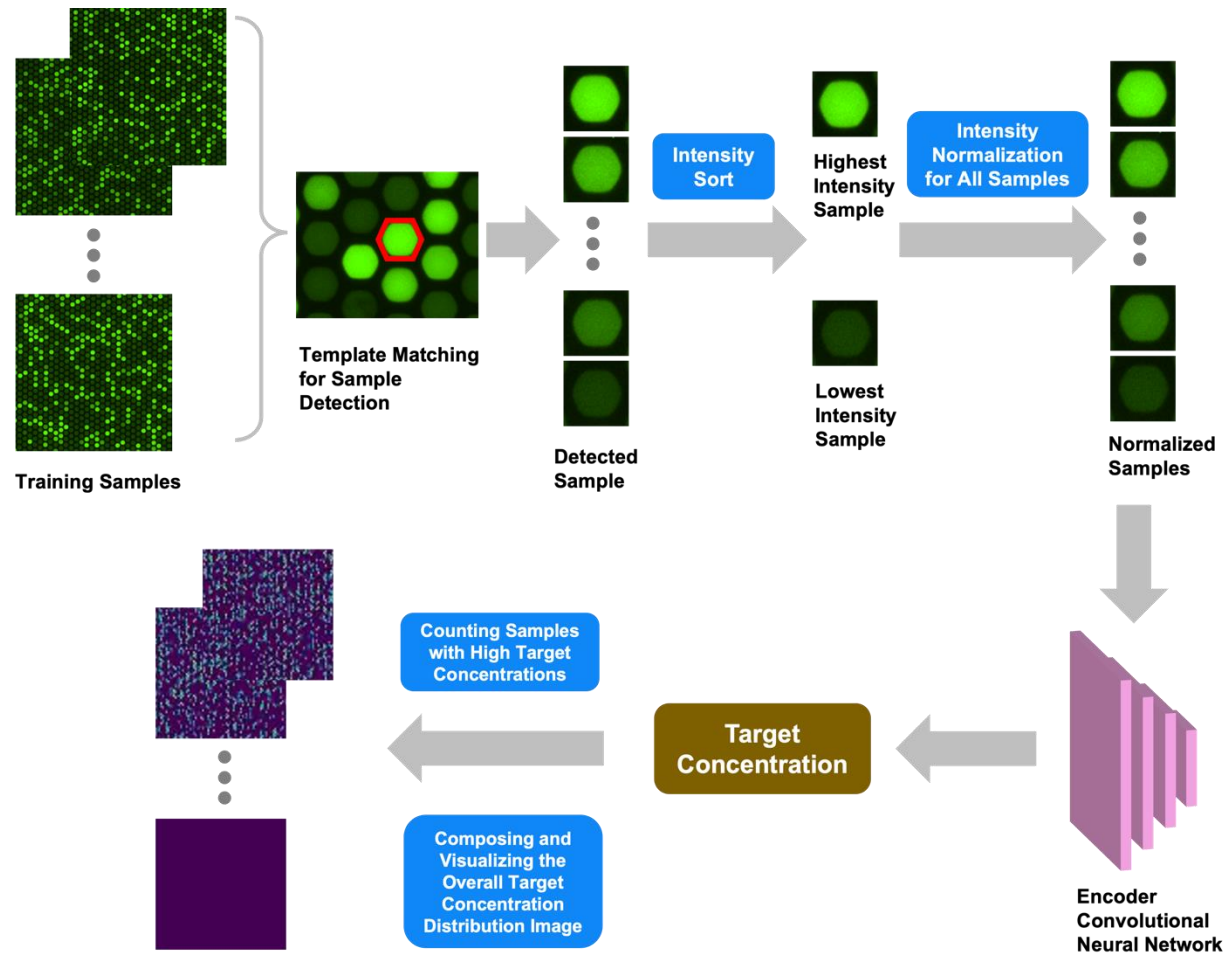 Training Samples
Template Matching
for Sample
Detection
Detected
Sample
Intensity
Sort
Highest
Intensity
Sample
Lowest
Intensity
Sample
Intensity
Normalization
for All Samples
Normalized
Samples
Encoder
Convolutional
Neural Network
Target
Concentration
Counting Samples
with High Target
Concentrations
Composing and
Visualizing the
Overall Target
Concentration
Distribution Image